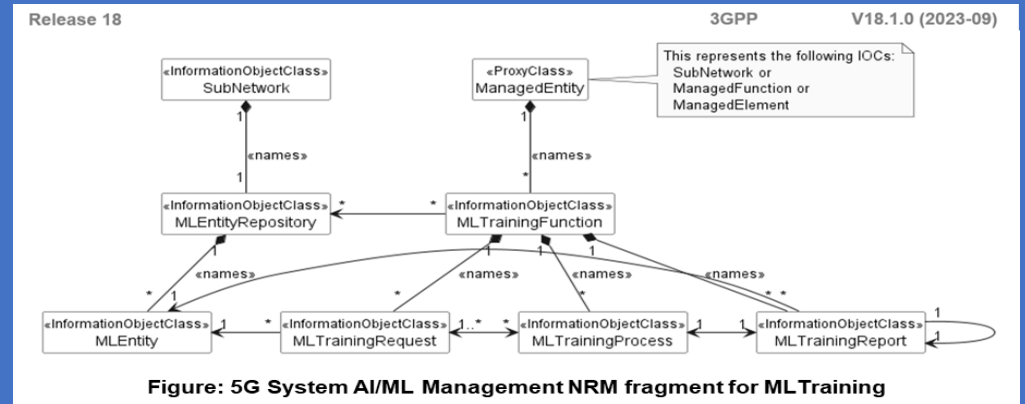 Release 18 3GPP V18.1.0 (2023-09)
«InformationObjectClass»
SubNetwork
«ProxyClass»
ManagedEntity
This represents the following IOCs:
SubNetwork or
ManagedFunction or
ManagedElement
1
1
«names»
«names»
1
*
«InformationObjectClass»
MLEntityRepository
*
*
«InformationObjectClass»
MLTrainingFunction
1
1
1
1
«names»
«names»
«names»
«names»
*
1
*
*
*
*
«InformationObjectClass»
MLEntity
1
*
«InformationObjectClass»
MLTrainingRequest
1..*
*
«InformationObjectClass»
MLTrainingProcess
1
1
«InformationObjectClass»
MLTrainingReport
1
1
Figure: 5G System AI/ML Management NRM fragment for MLTraining